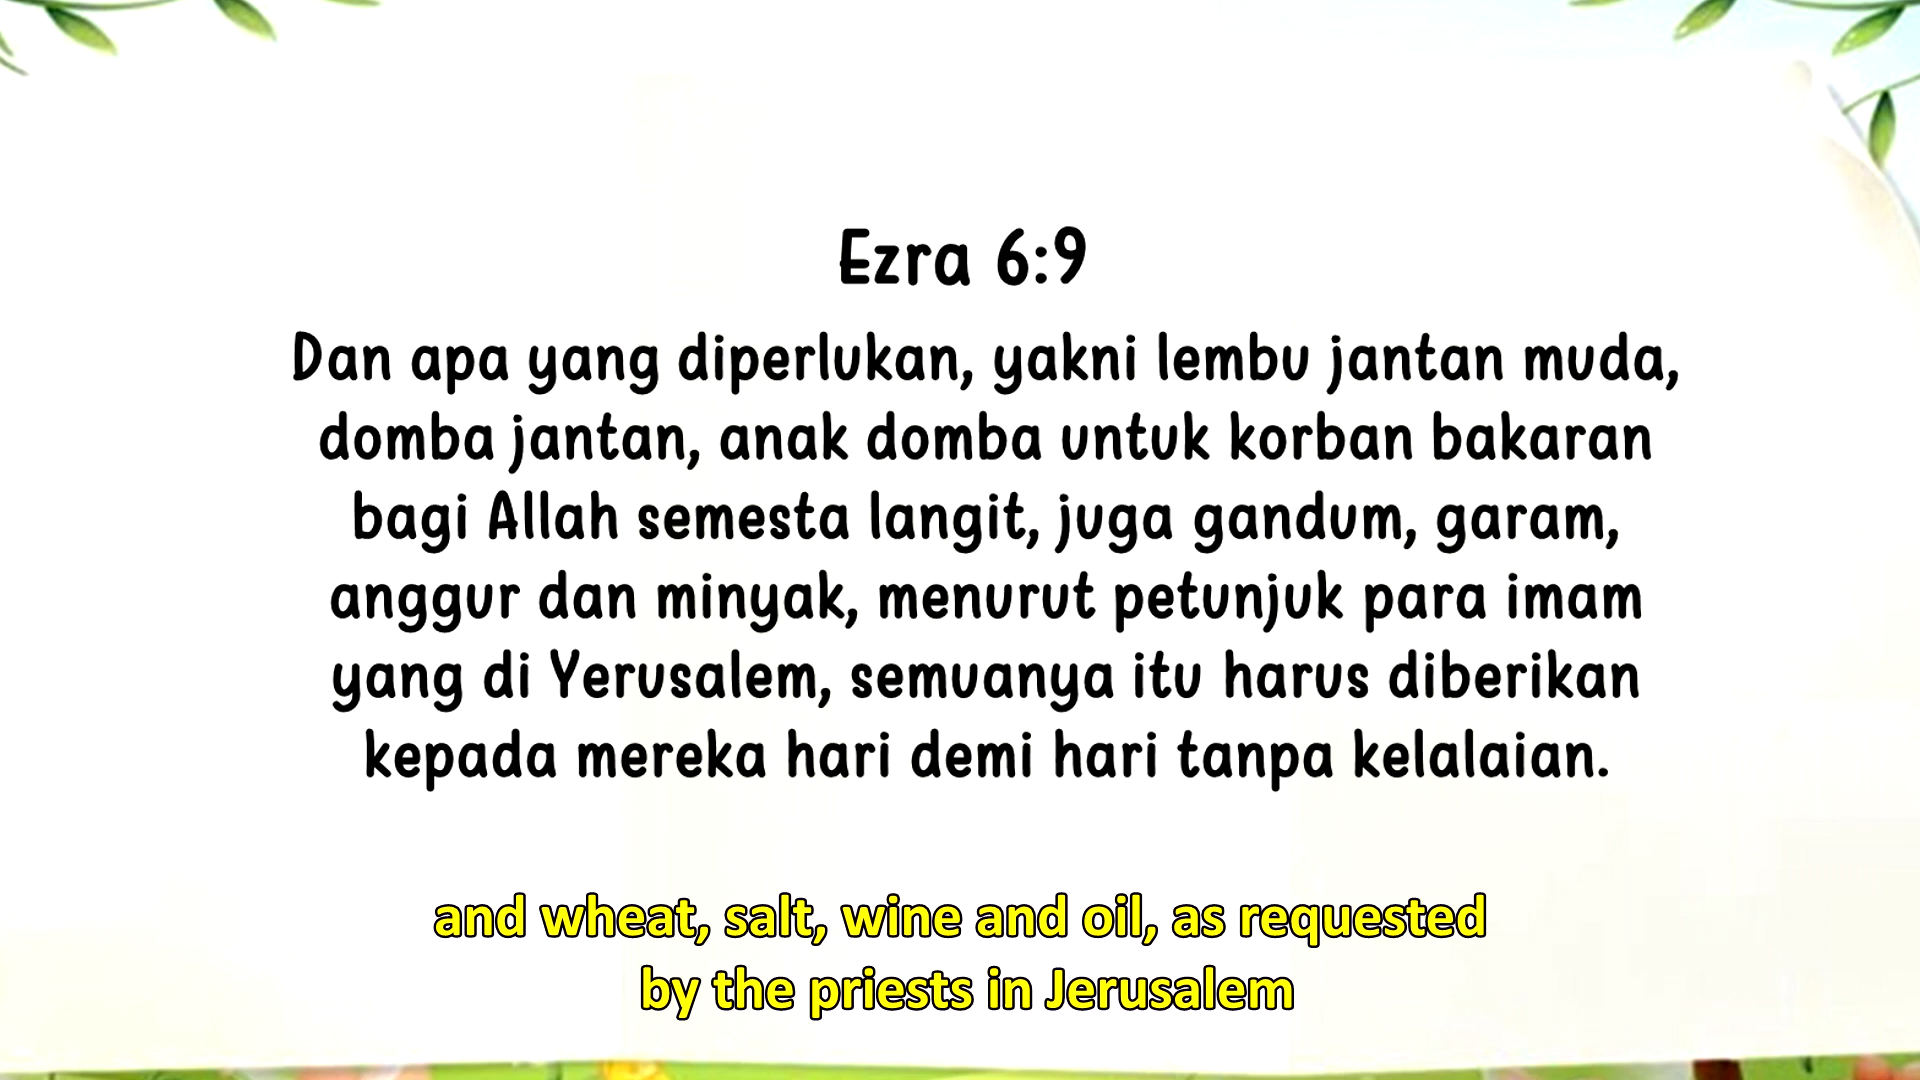 Ezra 6:9
Dan apa yang diperlukan, yakni lembu jantan muda,
domba jantan, anak domba untuk korban bakaran
bagi Allah semesta langit, juga gandum, garam,
anggur dan minyak, menurut petunjuk para imam
yang di Yerusalem, semuanya itu harus diberikan
kepada mereka hari demi hari tanpa kelalaian.
and wheat, salt, wine and oil, as requested
by the priests in Jerusalem